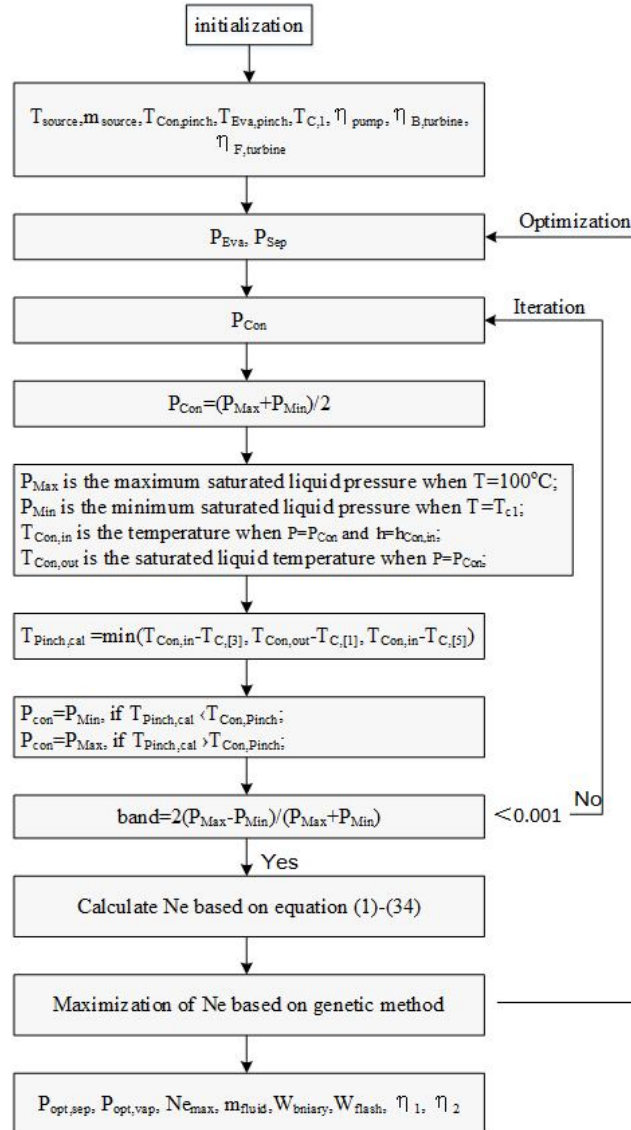 initialization
T_source,m_source,T_Con,pinch,T_Eva,pinch,T_C,1, η_pump, η_B,turbine,
η_F,turbine
Optimization
P_Eva, P_Sep
Iteration
P_Con
P_Con=(P_Max+P_Min)/2
P_Max is the maximum saturated liquid pressure when T=100°C;
P_Min is the minimum saturated liquid pressure when T=T_c1;
T_Con,in is the temperature when P=P_Con and h=h_Con,in;
T_Con,out is the saturated liquid temperature when P=P_Con;
T_Pinch,cal =min(T_Con,in-T_C,[3],T_Con,out-T_C,[1],T_Con,in-T_C,[5])
P_con=P_Min, if T_Pinch,cal <T_Con,Pinch;
P_con=P_Max, if T_Pinch,cal >T_Con,Pinch;
band=2(P_Max-P_Min)/(P_Max+P_Min)
<0.001
No
Yes
Calculate Ne based on equation (1)-(34)
Maximization of Ne based on genetic method
P_opt,sep, P_opt,vap, Ne_max, m_fluid,W_bniary, W_flash, η_1, η_2